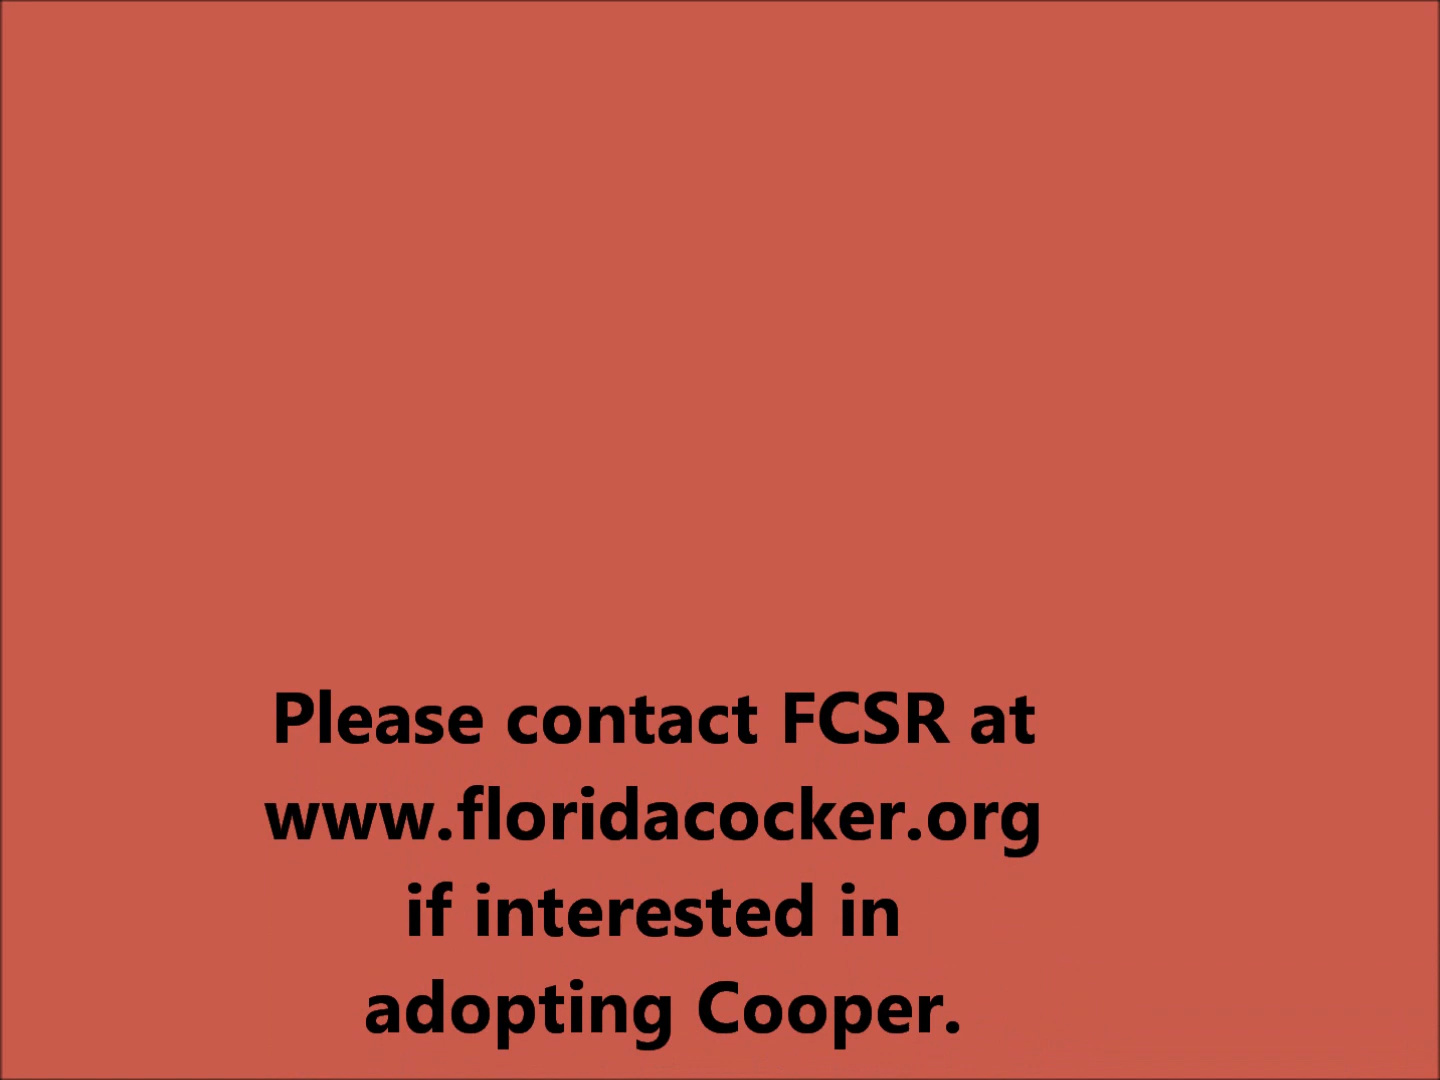 Please contact FCSR at
www.floridacocker.org
if interested in
adopting Cooper.